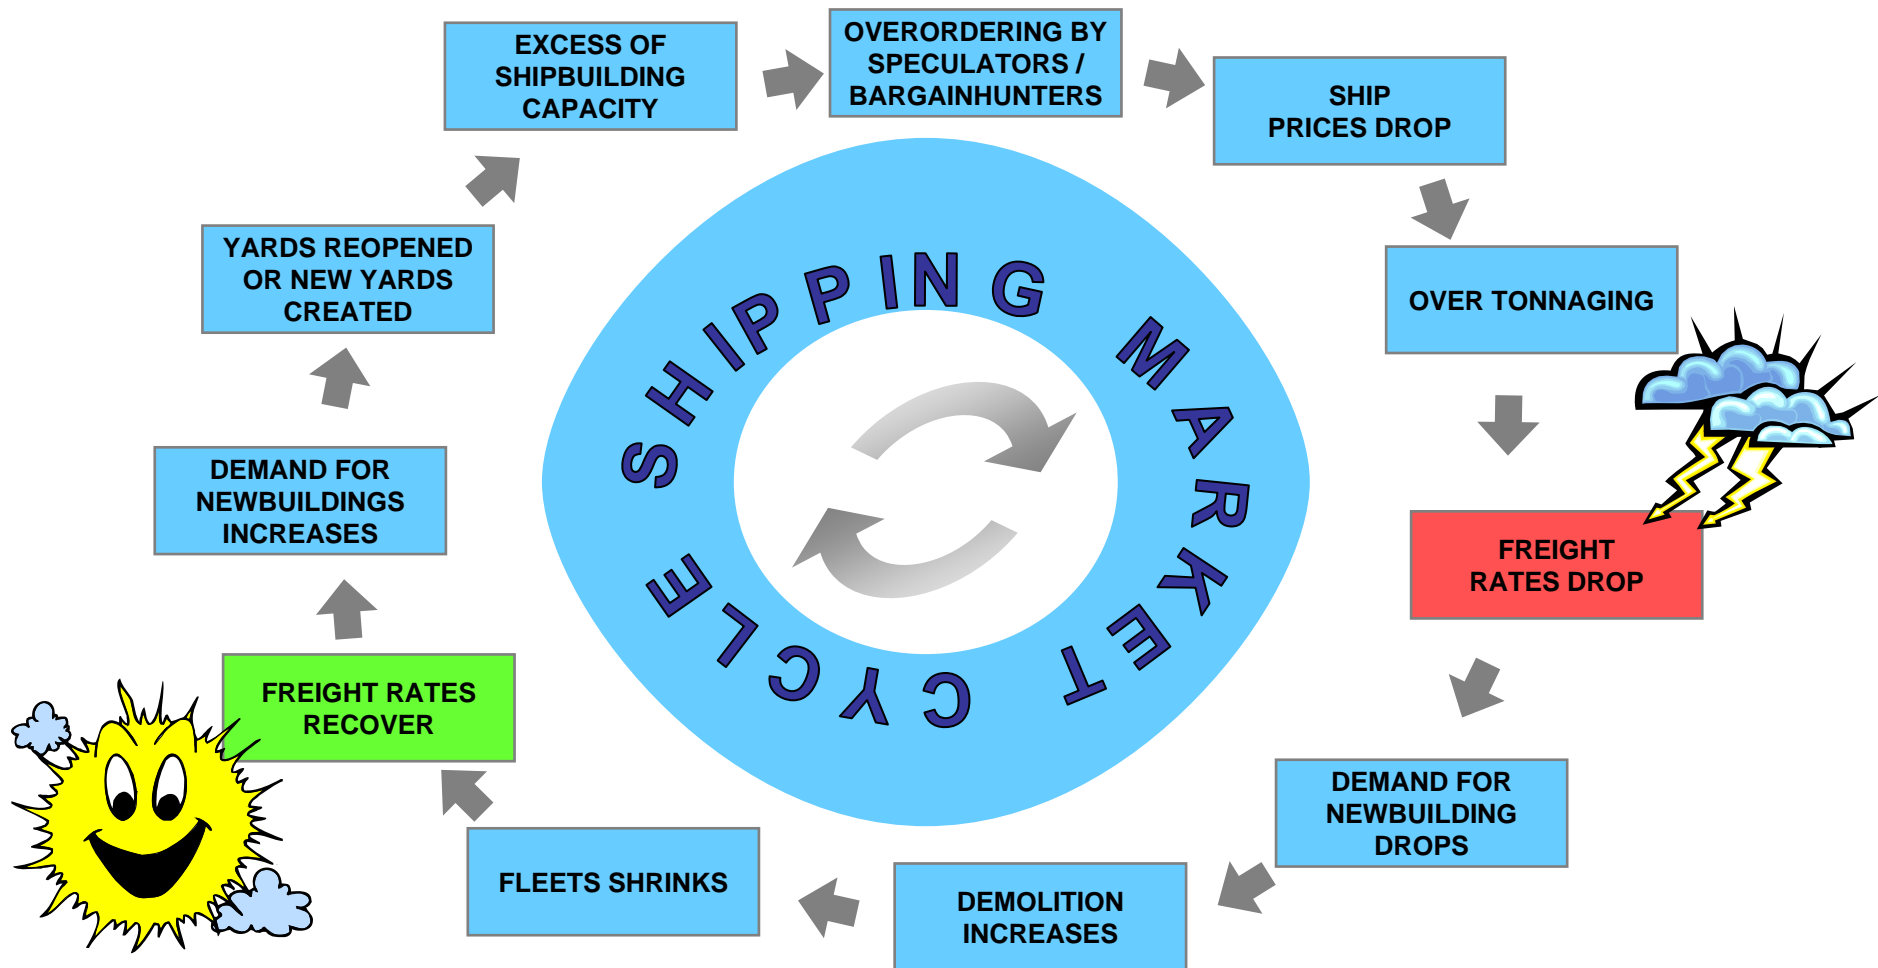 EXCESS OF
SHIPBUILDING
CAPACITY
OVERORDERING BY
SPECULATORS /
BARGAINHUNTERS
SHIP
PRICES DROP
OVER TONNAGING
FREIGHT
RATES DROP
DEMAND FOR
NEWBUILDING
DROPS
DEMOLITION
INCREASES
FLEETS SHRINKS
FREIGHT RATES
RECOVER
DEMAND FOR
NEWBUILDINGS
INCREASES
YARDS REOPENED
OR NEW YARDS
CREATED
SHIPPING MARKET CYCLE